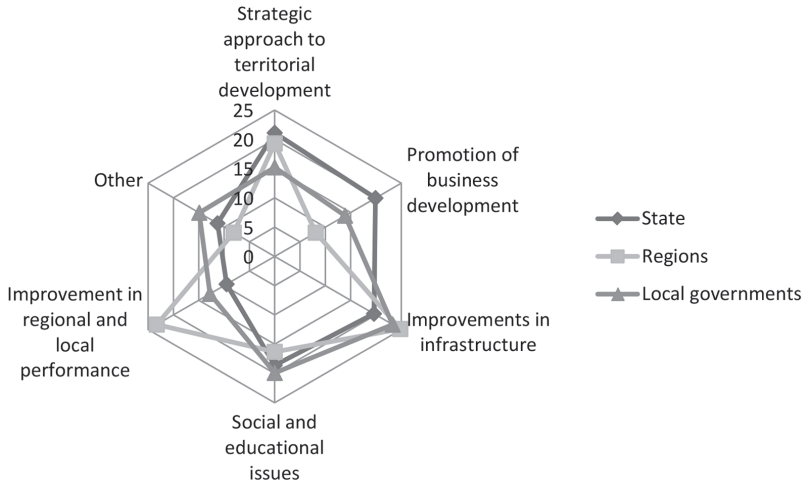 Strategic
approach to
territorial
development
25
20
15
10
5
0
Promotion of
business
development
Improvements in
infrastructure
Social and
educational
issues
Improvement in
regional and
local
performance
Other
State
Regions
Local governments